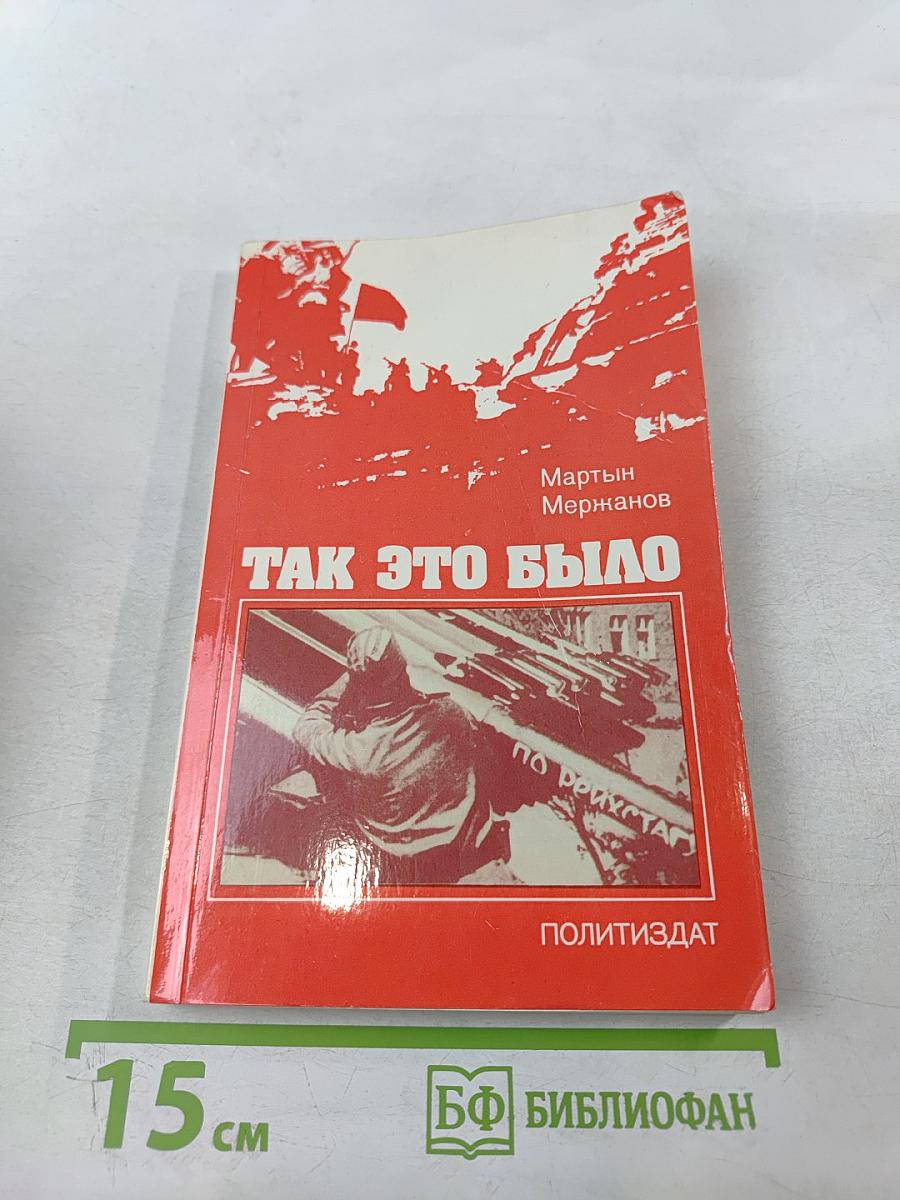 Мартын
Мержанов
ТАК ЭТО БЫЛО
ПО РЕЙХСТАГ
ПОЛИТИЗДАТ
15 см
БФ БИБЛИОФАН